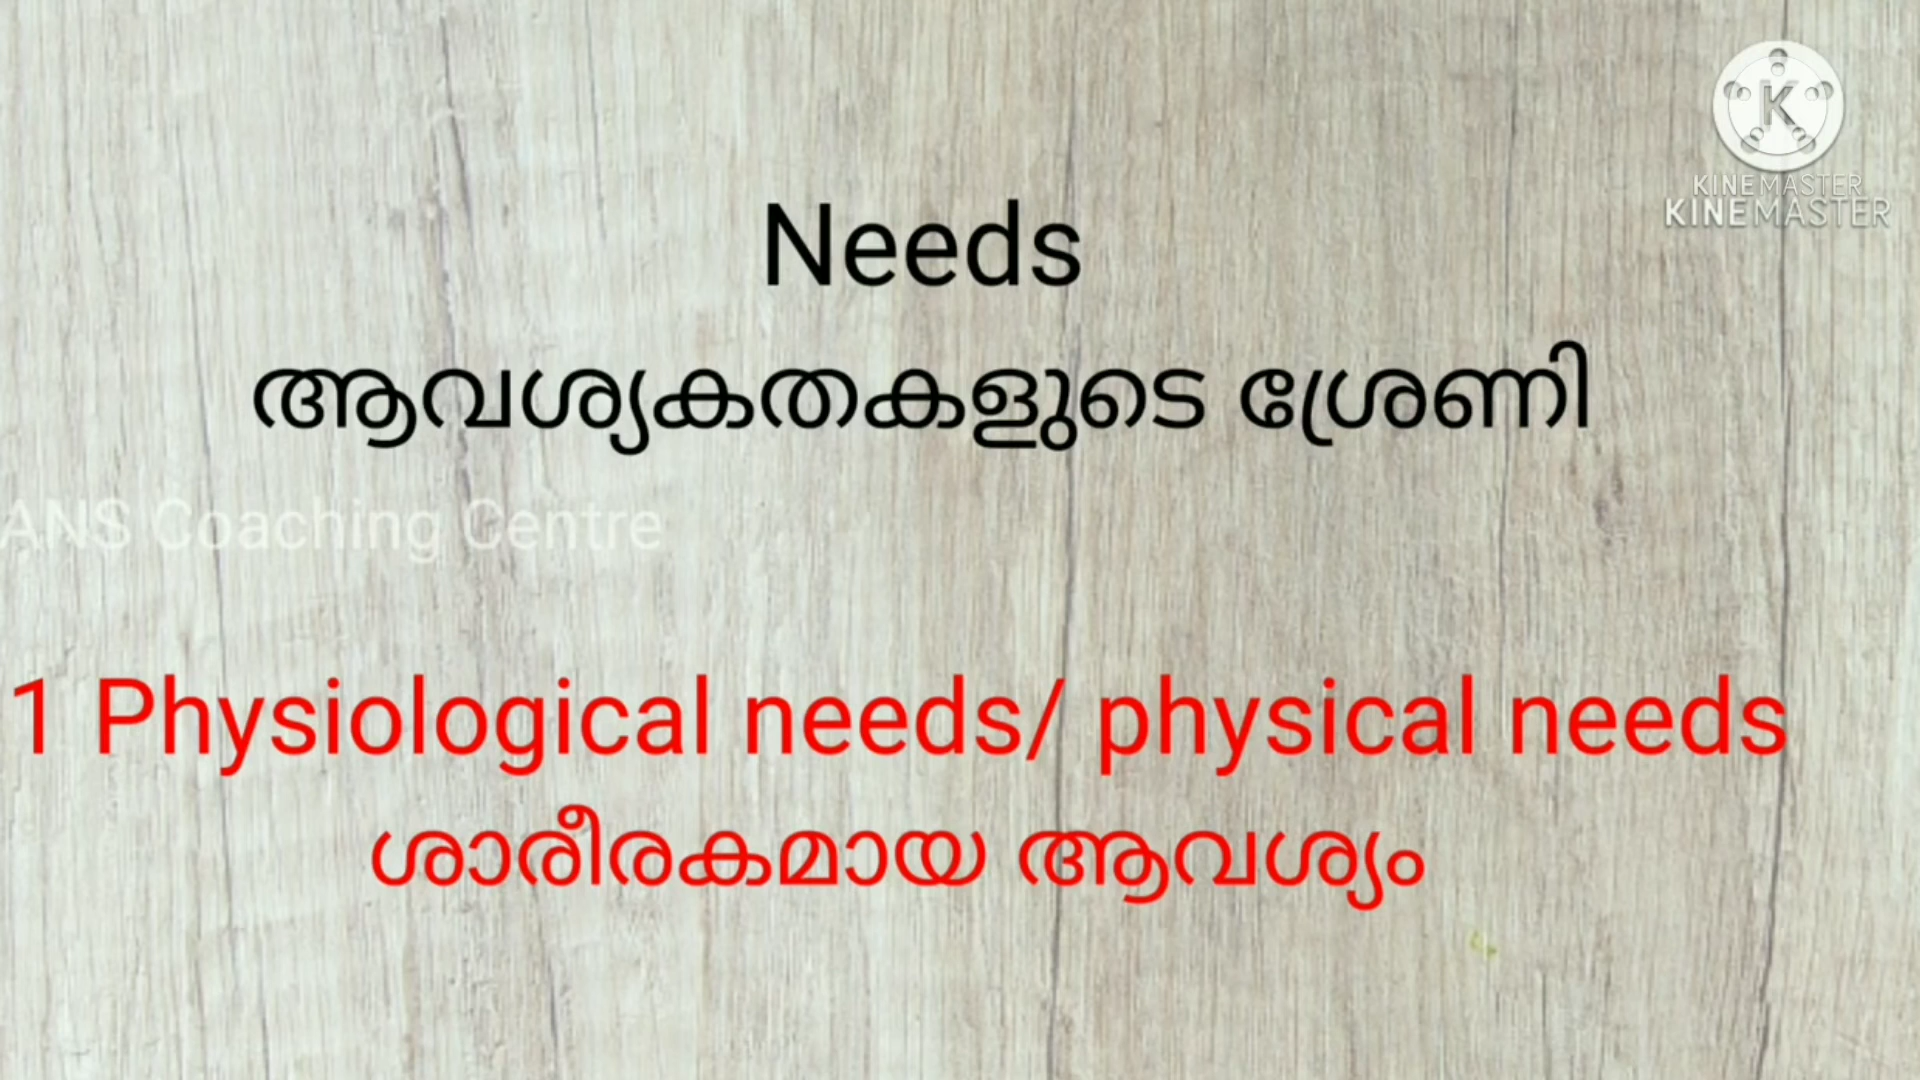 KINEMASTER
KINEMASTER
Needs
ആവശ്യകതകളുടെ ശ്രേണി
ANS Coaching Centre
1 Physiological needs/ physical needs
ശാരീരകമായ ആവശ്യം